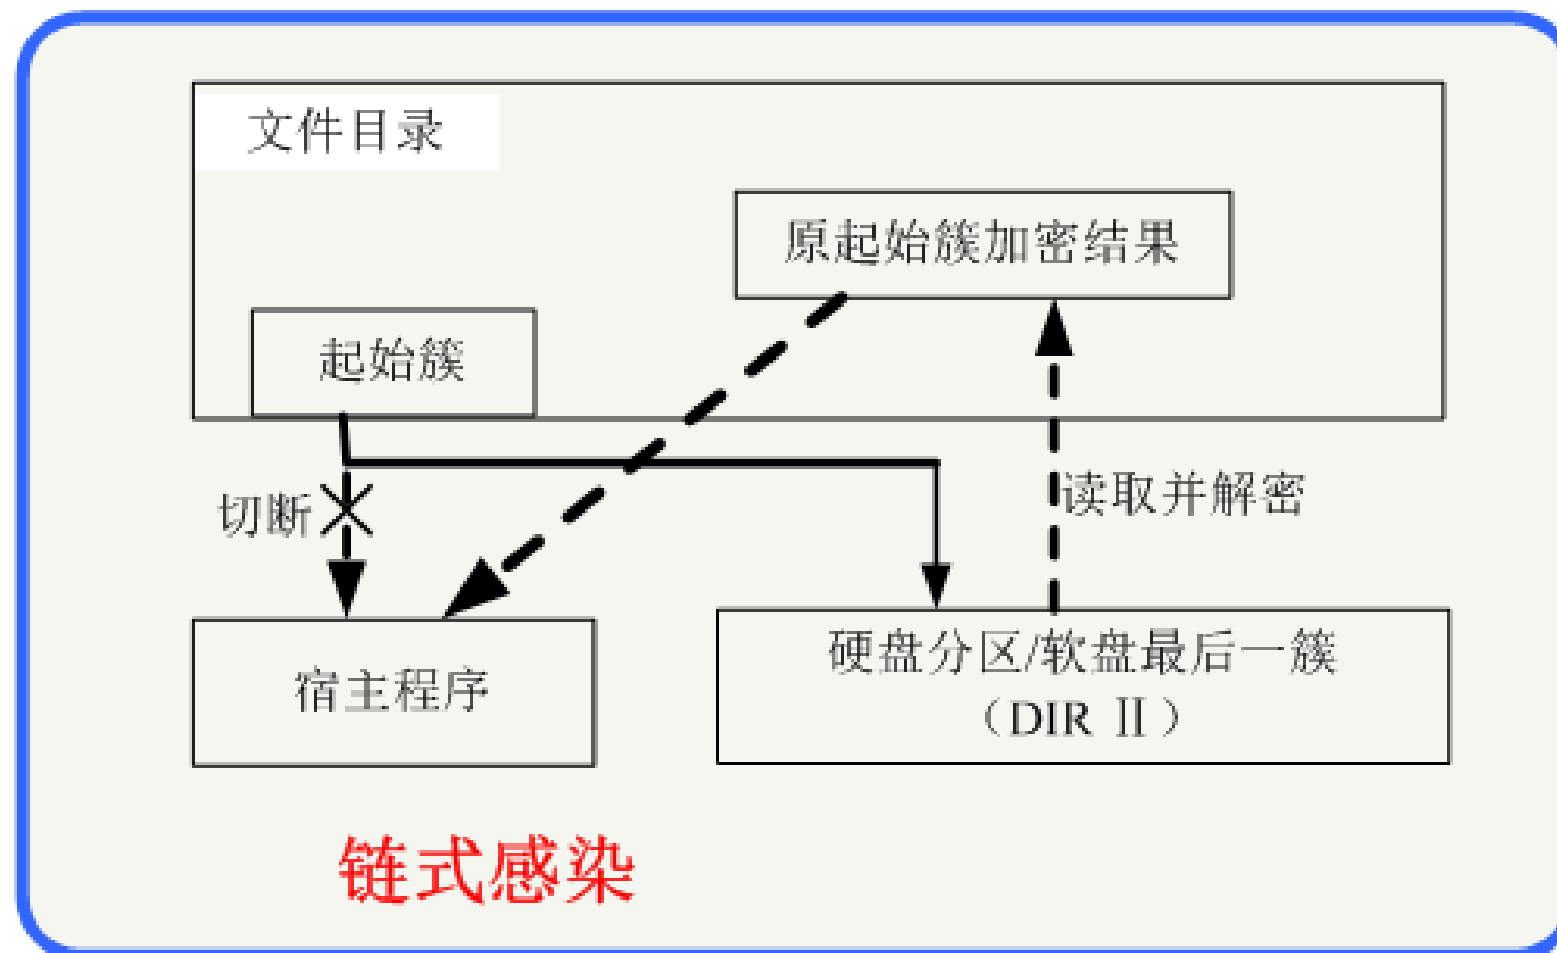 文件目录
原起始簇加密结果
起始簇
切断
读取并解密
宿主程序
硬盘分区/软盘最后一簇
（DIR Ⅱ）
链式感染